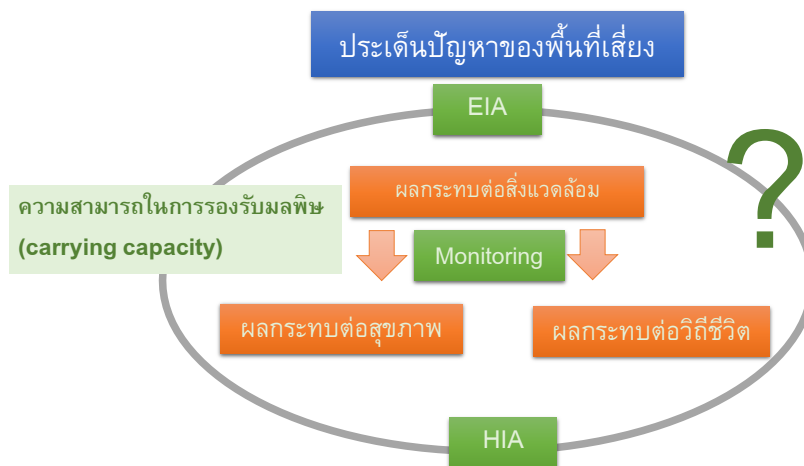 ประเด็นปัญหาของพื้นที่เสี่ยง
EIA
?
ผลกระทบต่อสิ่งแวดล้อม
ความสามารถในการรองรับมลพิษ
(carrying capacity)
Monitoring
ผลกระทบต่อสุขภาพ
ผลกระทบต่อวิถีชีวิต
HIA